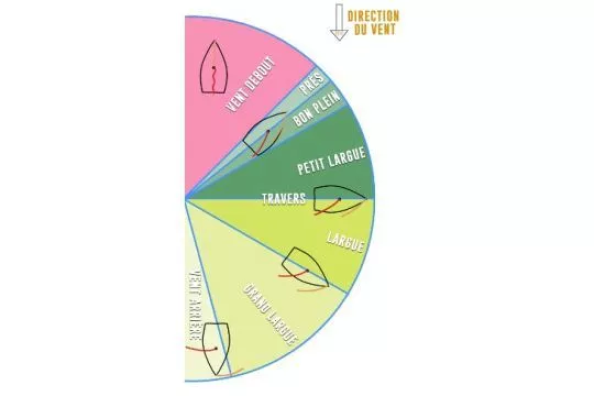 DIRECTION
DU VENT
VENT DEBOUT
PRÈS
BON PLEIN
PETIT LARGUE
TRAVERS
LARGUE
GRAND LARGUE
VENT ARRIÈRE